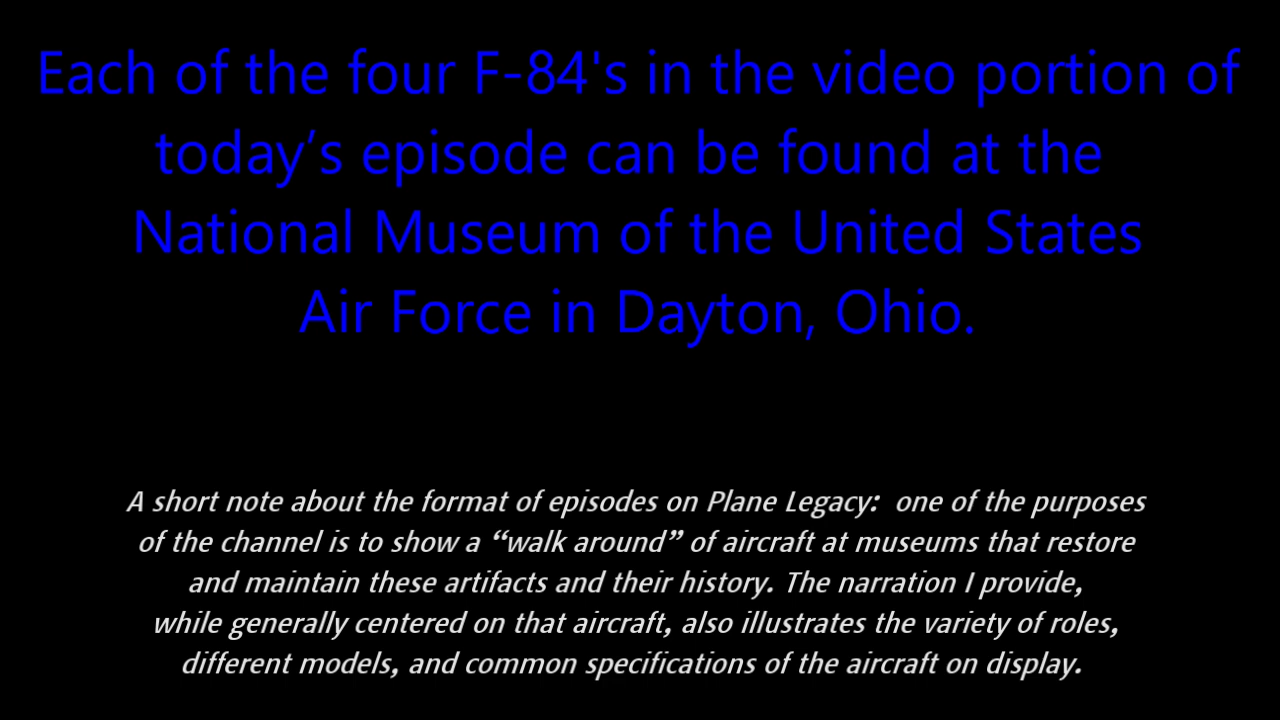 Each of the four F-84's in the video portion of
today’s episode can be found at the
National Museum of the United States
Air Force in Dayton, Ohio.
A short note about the format of episodes on Plane Legacy:  one of the purposes
of the channel is to show a “walk around” of aircraft at museums that restore
and maintain these artifacts and their history. The narration I provide,
while generally centered on that aircraft, also illustrates the variety of roles,
different models, and common specifications of the aircraft on display.